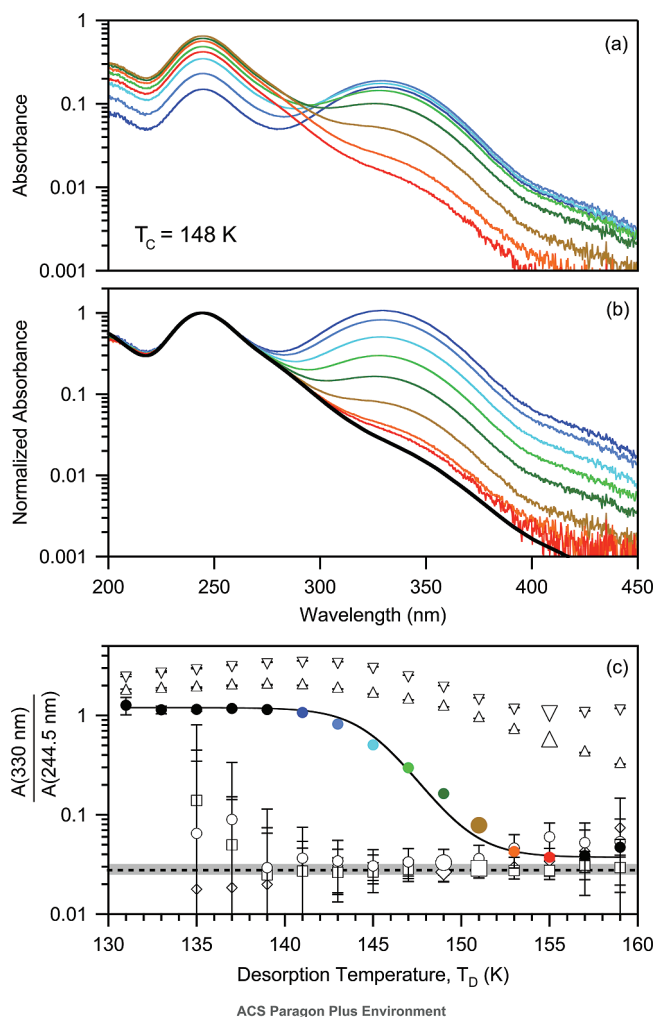 1
(a)
Absorbance
0.1
0.01
T_C = 148 K
0.001
(b)
1
Normalized Absorbance
0.1
0.01
0.001
200 250 300 350 400 450
Wavelength (nm)
(c)
A(330 nm)
A(244.5 nm)
1
0.1
0.01
130 135 140 145 150 155 160
Desorption Temperature, T_D (K)
ACS Paragon Plus Environment